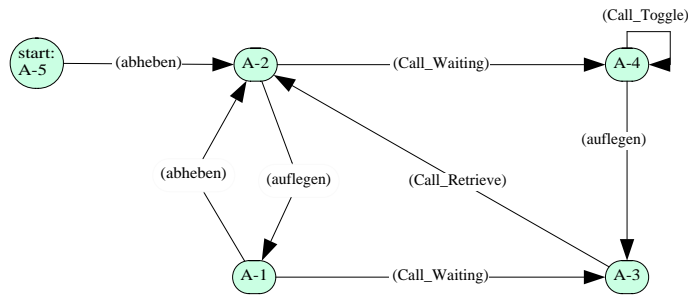 (Call_Toggle)
start:
A-5
(abheben)
A-2
(Call_Waiting)
A-4
(auflegen)
(abheben)
(auflegen)
(Call_Retrieve)
A-1
(Call_Waiting)
A-3